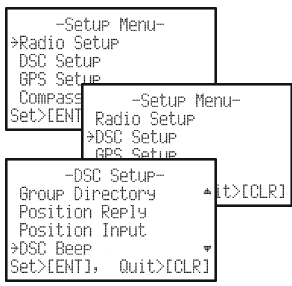 -Setup Menu-
→Radio Setup
DSC Setup
GPS Setup
Compass
Set>[ENT
-Setup Menu-
Radio Setup
→DSC Setup
GPS Setup
it>[CLR]
-DSC Setup-
Group Directory
Position Reply
Position Input
→DSC Beep
Set>[ENT], Quit>[CLR]